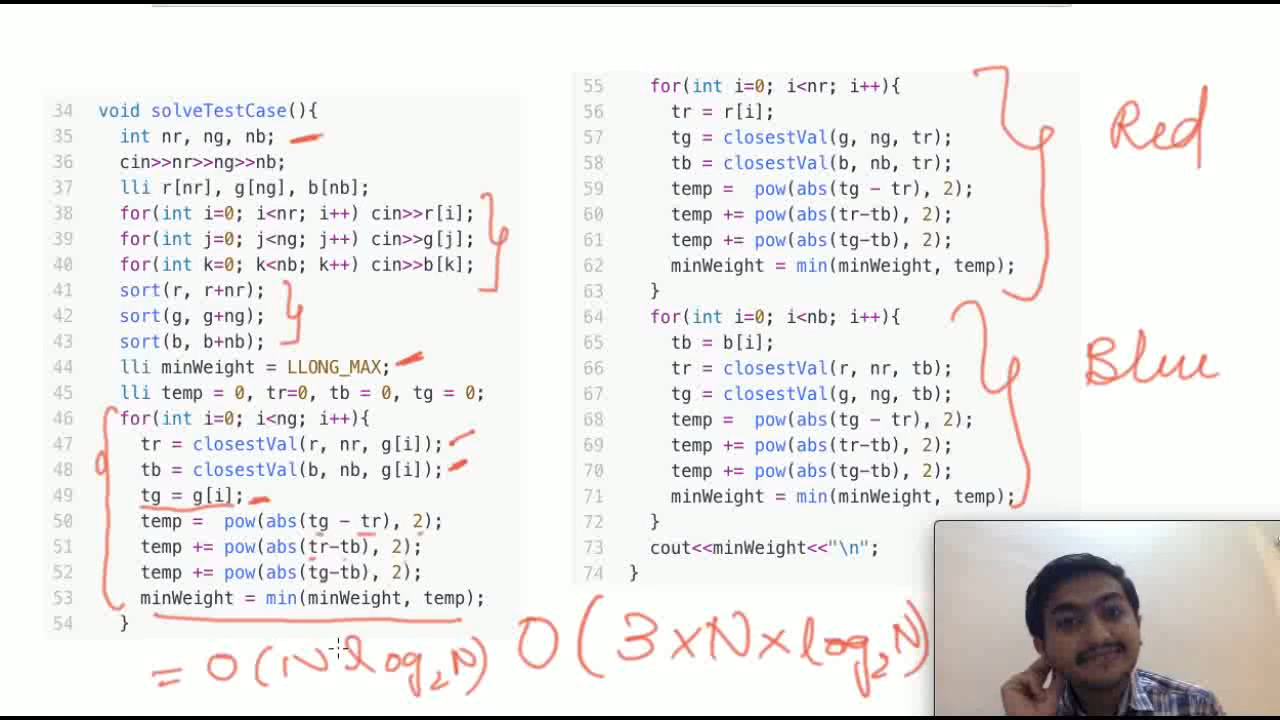 34 void solveTestCase(){
35 int nr, ng, nb;
36 cin>>nr>>ng>>nb;
37 lli r[nr], g[ng], b[nb];
38 for(int i=0; i<nr; i++) cin>>r[i];
39 for(int j=0; j<ng; j++) cin>>g[j];
40 for(int k=0; k<nb; k++) cin>>b[k];
41 sort(r, r+nr);
42 sort(g, g+ng);
43 sort(b, b+nb);
44 lli minWeight = LLONG_MAX;
45 lli temp = 0, tr=0, tb = 0, tg = 0;
46 for(int i=0; i<ng; i++){
47 tr = closestVal(r, nr, g[i]);
48 tb = closestVal(b, nb, g[i]);
49 tg = g[i];
50 temp =  pow(abs(tg - tr), 2);
51 temp += pow(abs(tr-tb), 2);
52 temp += pow(abs(tg-tb), 2);
53 minWeight = min(minWeight, temp);
54 }
55 for(int i=0; i<nr; i++){
56 tr = r[i];
57 tg = closestVal(g, ng, tr);
58 tb = closestVal(b, nb, tr);
59 temp =  pow(abs(tg - tr), 2);
60 temp += pow(abs(tr-tb), 2);
61 temp += pow(abs(tg-tb), 2);
62 minWeight = min(minWeight, temp);
63 }
64 for(int i=0; i<nb; i++){
65 tb = b[i];
66 tr = closestVal(r, nr, tb);
67 tg = closestVal(g, ng, tb);
68 temp =  pow(abs(tg - tr), 2);
69 temp += pow(abs(tr-tb), 2);
70 temp += pow(abs(tg-tb), 2);
71 minWeight = min(minWeight, temp);
72 }
73 cout<<minWeight<<"\n";
74 }
Red
Blue
O(3×N×log₂N)
= O(N log₂N)